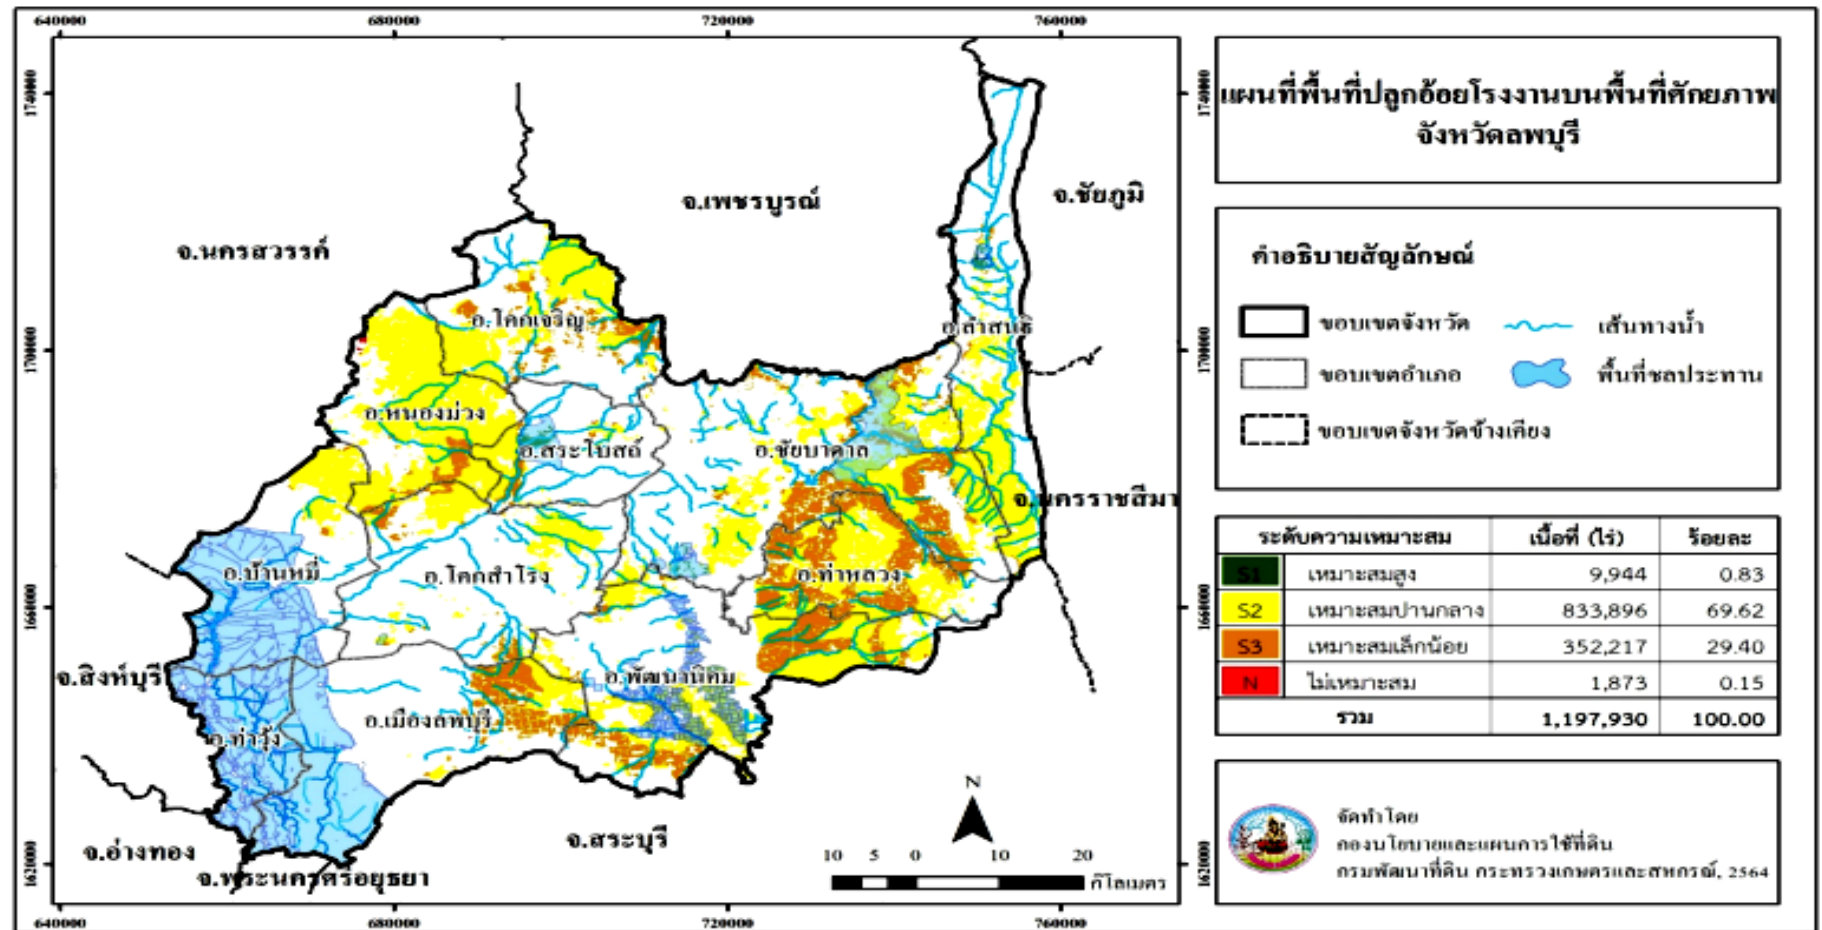 640000 680000 720000 760000
1740000 1740000
1700000 1700000
1660000 1660000
1620000 1620000
640000 680000 720000 760000
จ.นครสวรรค์
จ.เพชรบูรณ์
จ.ชัยภูมิ
อ.โคกเจริญ
อ.ลำสนธิ
อ.หนองม่วง
อ.สระโบสถ์
อ.ชัยบาดาล
จ.นครราชสีมา
อ.บ้านหมี่
อ.โคกสำโรง
อ.ท่าหลวง
จ.สิงห์บุรี
อ.พัฒนานิคม
อ.ท่าวุ้ง
อ.เมืองลพบุรี
จ.อ่างทอง
จ.สระบุรี
จ.พระนครศรีอยุธยา
N
10 5 0 10 20
กิโลเมตร
แผนที่พื้นที่ปลูกอ้อยโรงงานบนพื้นที่ศักยภาพ
จังหวัดลพบุรี
คำอธิบายสัญลักษณ์
ขอบเขตจังหวัด เส้นทางน้ำ
ขอบเขตอำเภอ พื้นที่ชลประทาน
ขอบเขตจังหวัดข้างเคียง
ระดับความเหมาะสม เนื้อที่ (ไร่) ร้อยละ
S1 เหมาะสมสูง 9,944 0.83
S2 เหมาะสมปานกลาง 833,896 69.62
S3 เหมาะสมเล็กน้อย 352,217 29.40
N ไม่เหมาะสม 1,873 0.15
รวม 1,197,930 100.00
จัดทำโดย
กองนโยบายและแผนการใช้ที่ดิน
กรมพัฒนาที่ดิน กระทรวงเกษตรและสหกรณ์, 2564